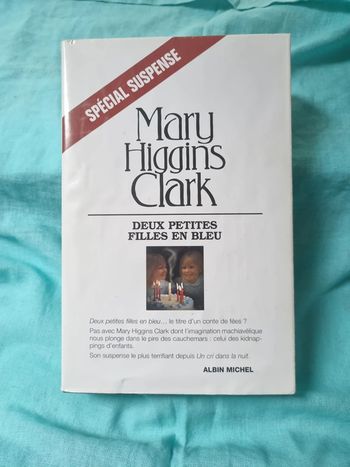 SPÉCIAL SUSPENSE
Mary
Higgins
Clark
DEUX PETITES
FILLES EN BLEU
Deux petites filles en bleu... le titre d'un conte de fées ?
Pas avec Mary Higgins Clark dont l'imagination machiavélique
nous plonge dans le pire des cauchemars : celui des kidnap-
pings d'enfants.
Son suspense le plus terrifiant depuis Un cri dans la nuit.
ALBIN MICHEL